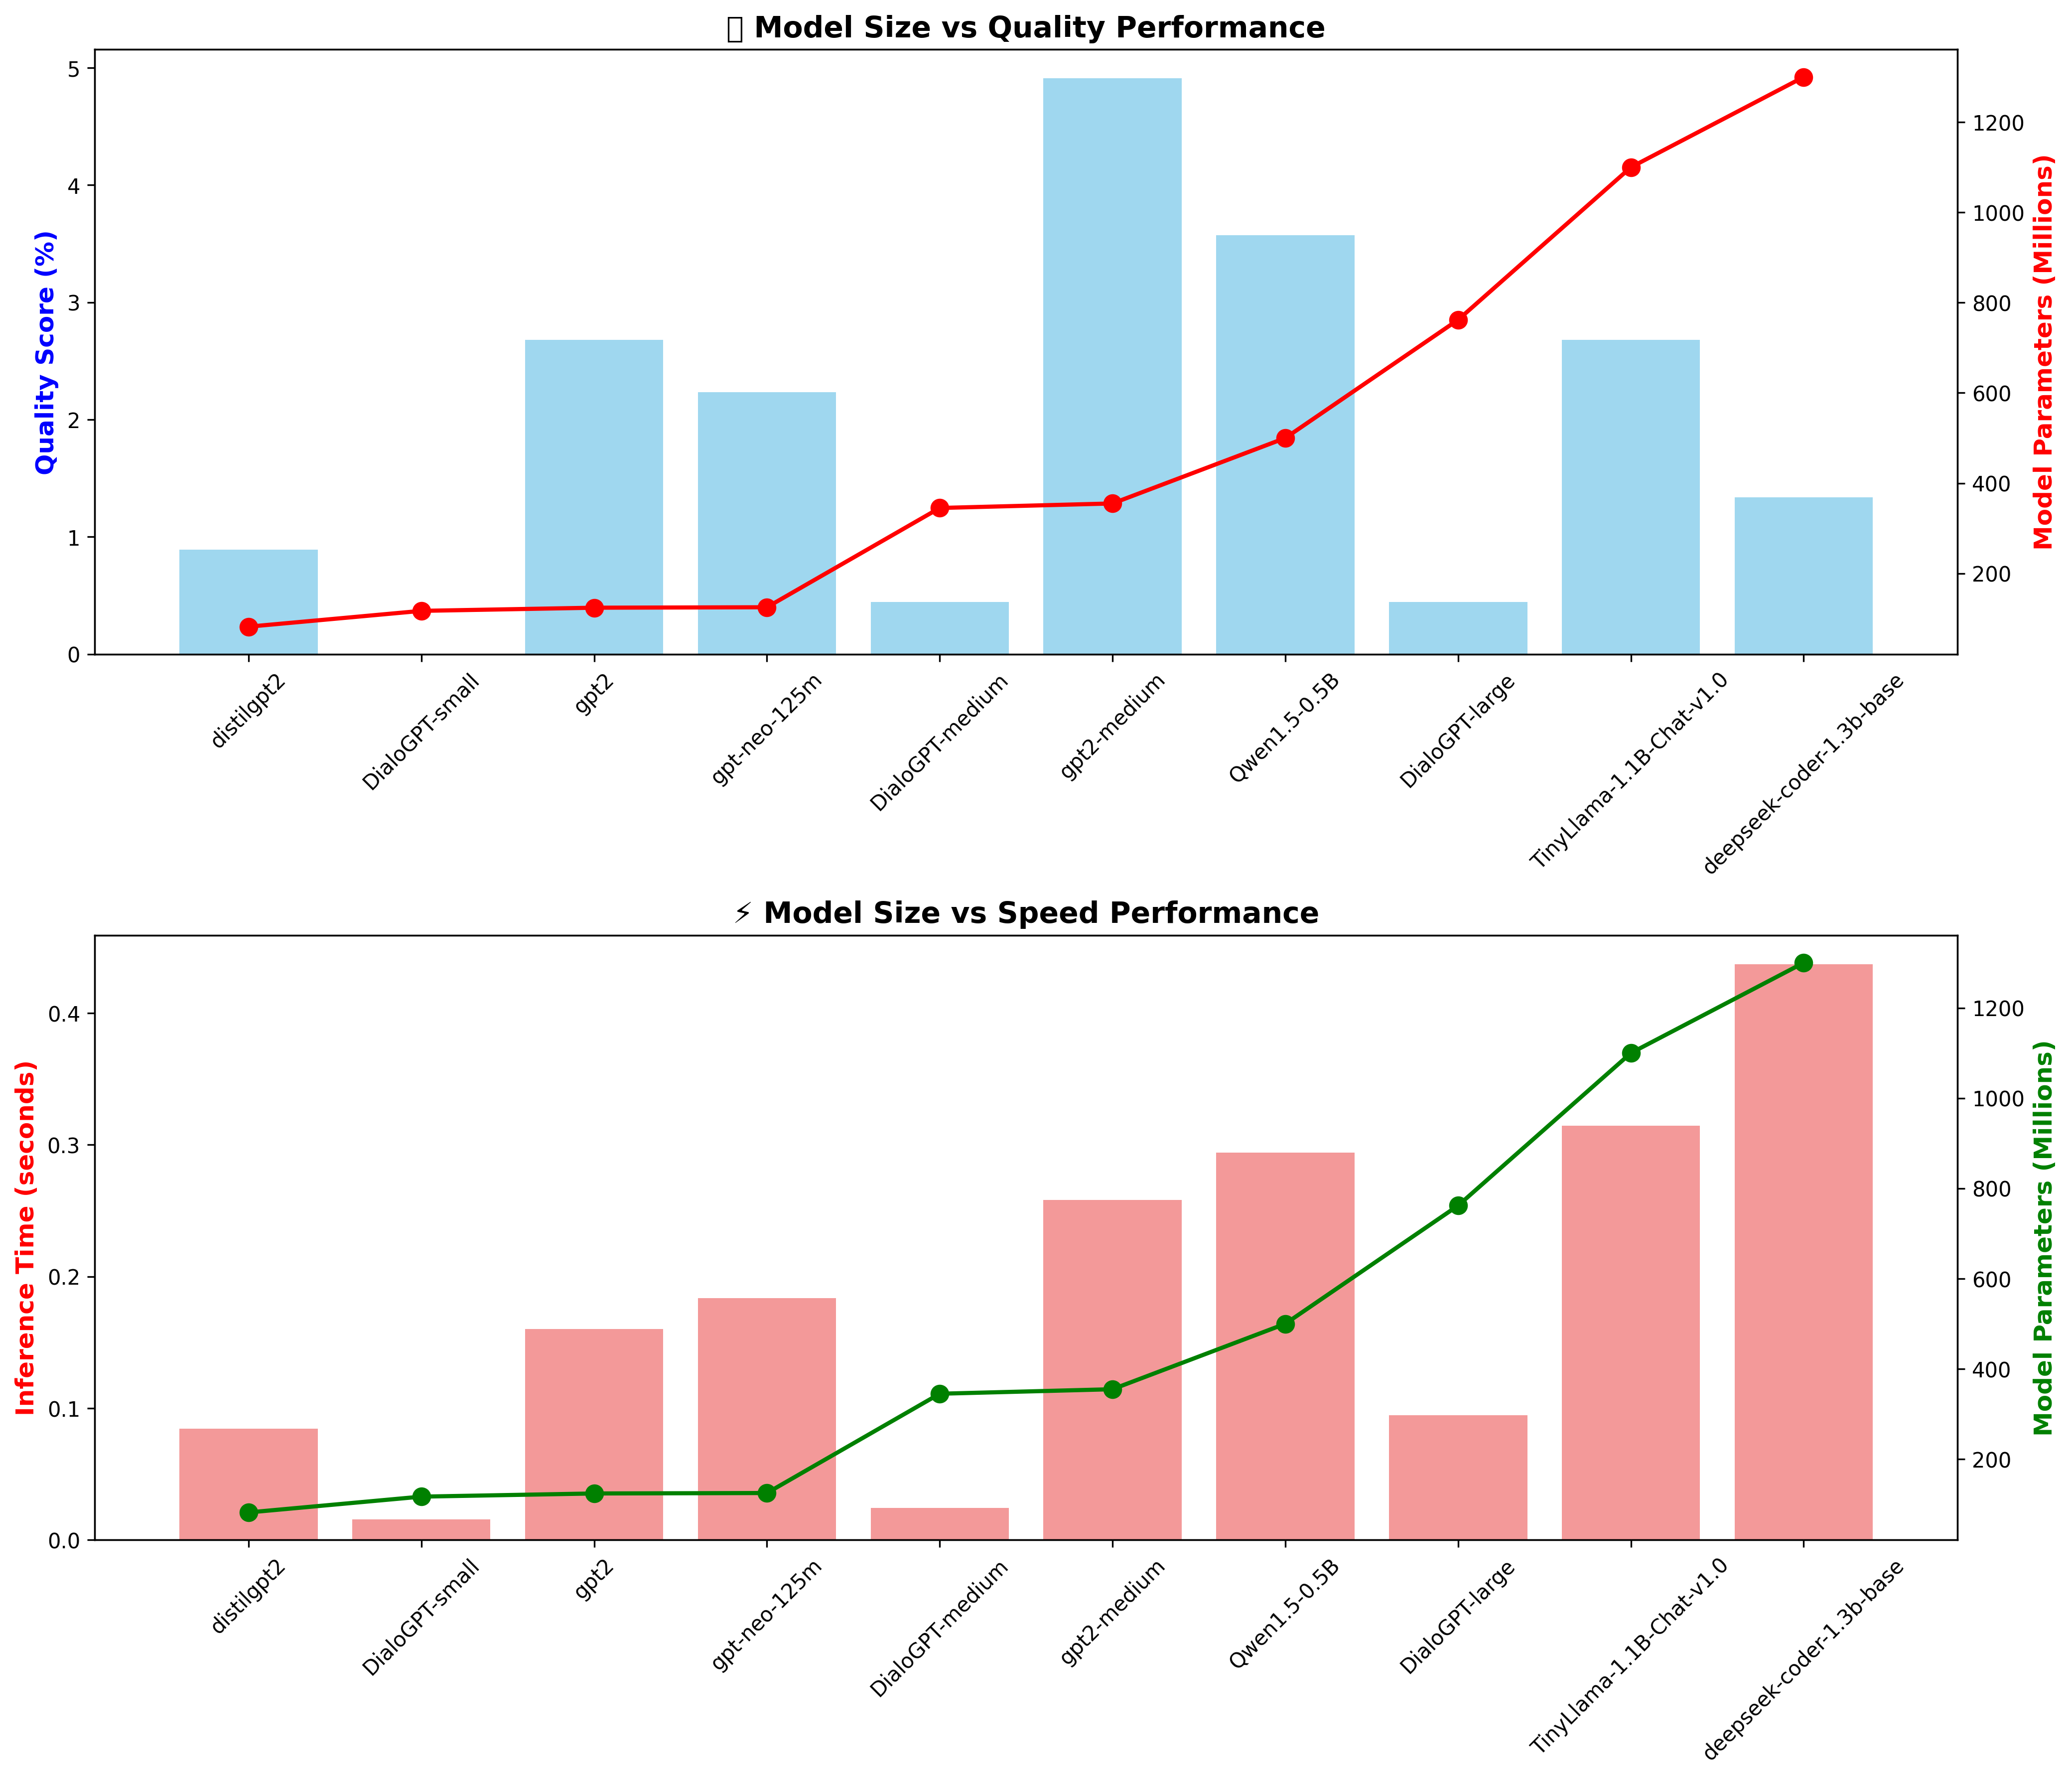 ▯ Model Size vs Quality Performance
Quality Score (%)
5
4
3
2
1
0
1200
1000
800
600
400
200
Model Parameters (Millions)
distilgpt2
DialoGPT-small
gpt2
gpt-neo-125m
DialoGPT-medium
gpt2-medium
Qwen1.5-0.5B
DialoGPT-large
TinyLlama-1.1B-Chat-v1.0
deepseek-coder-1.3b-base
⚡ Model Size vs Speed Performance
Inference Time (seconds)
0.4
0.3
0.2
0.1
0.0
1200
1000
800
600
400
200
Model Parameters (Millions)
distilgpt2
DialoGPT-small
gpt2
gpt-neo-125m
DialoGPT-medium
gpt2-medium
Qwen1.5-0.5B
DialoGPT-large
TinyLlama-1.1B-Chat-v1.0
deepseek-coder-1.3b-base